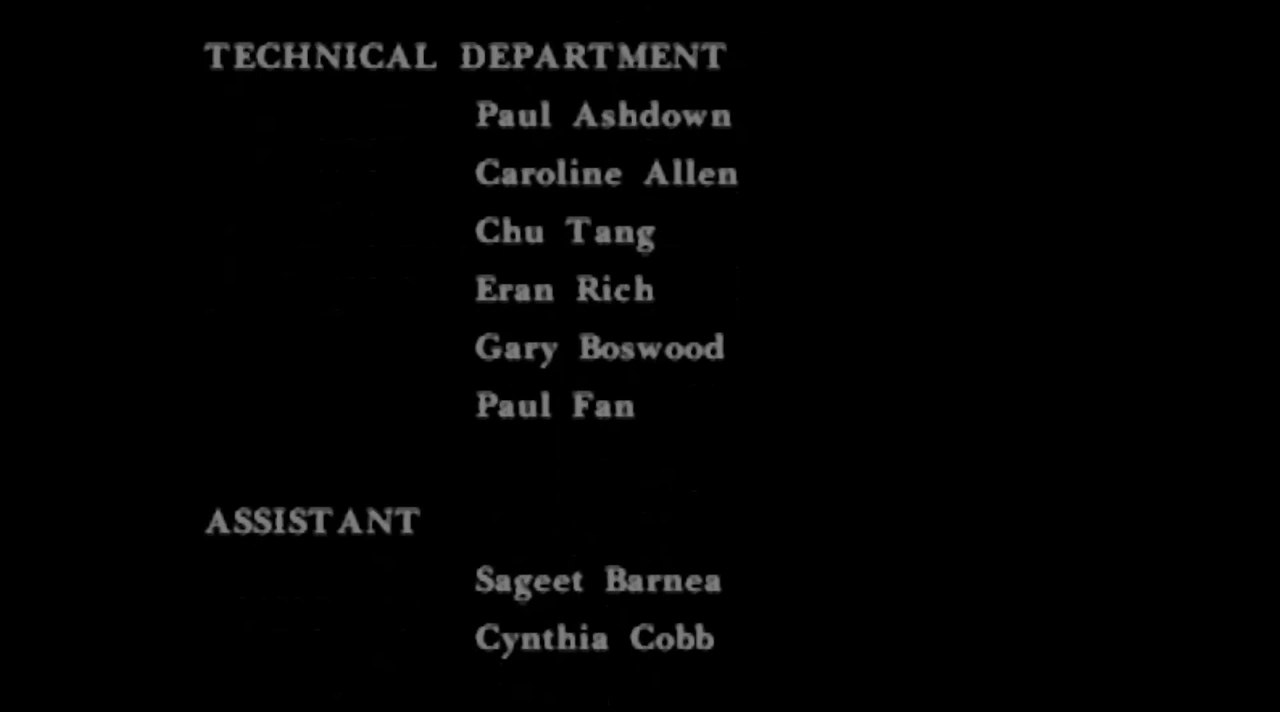 TECHNICAL DEPARTMENT
Paul Ashdown
Caroline Allen
Chu Tang
Eran Rich
Gary Boswood
Paul Fan
ASSISTANT
Sageet Barnea
Cynthia Cobb